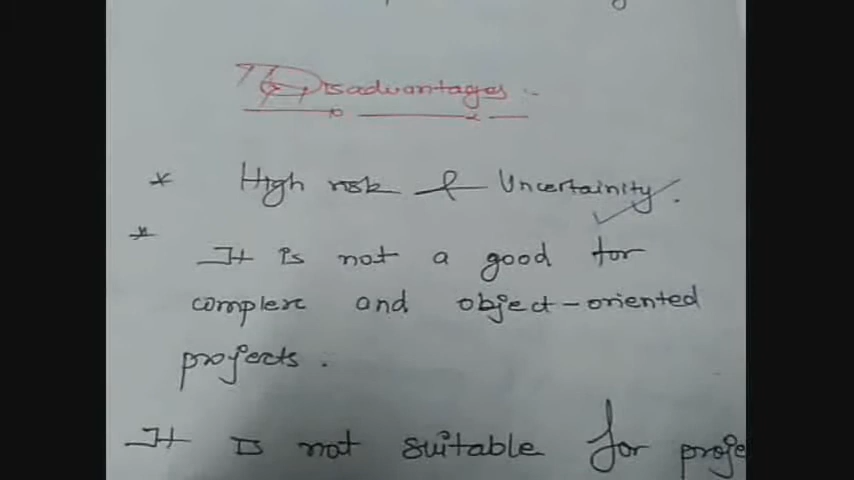 Disadvantages :-
* High risk & Uncertainity.
* It is not a good for
complex and object-oriented
projects.
It is not suitable for proje